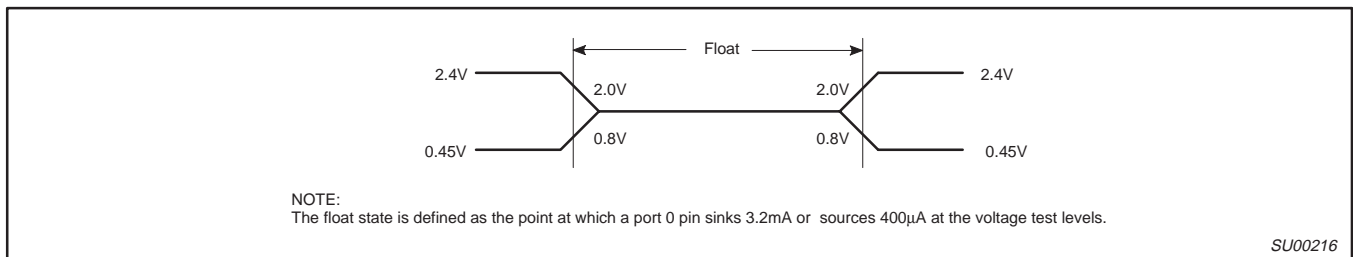 Float
2.4V 2.4V
2.0V 2.0V
0.8V 0.8V
0.45V 0.45V
NOTE:
The float state is defined as the point at which a port 0 pin sinks 3.2mA or sources 400μA at the voltage test levels.
SU00216